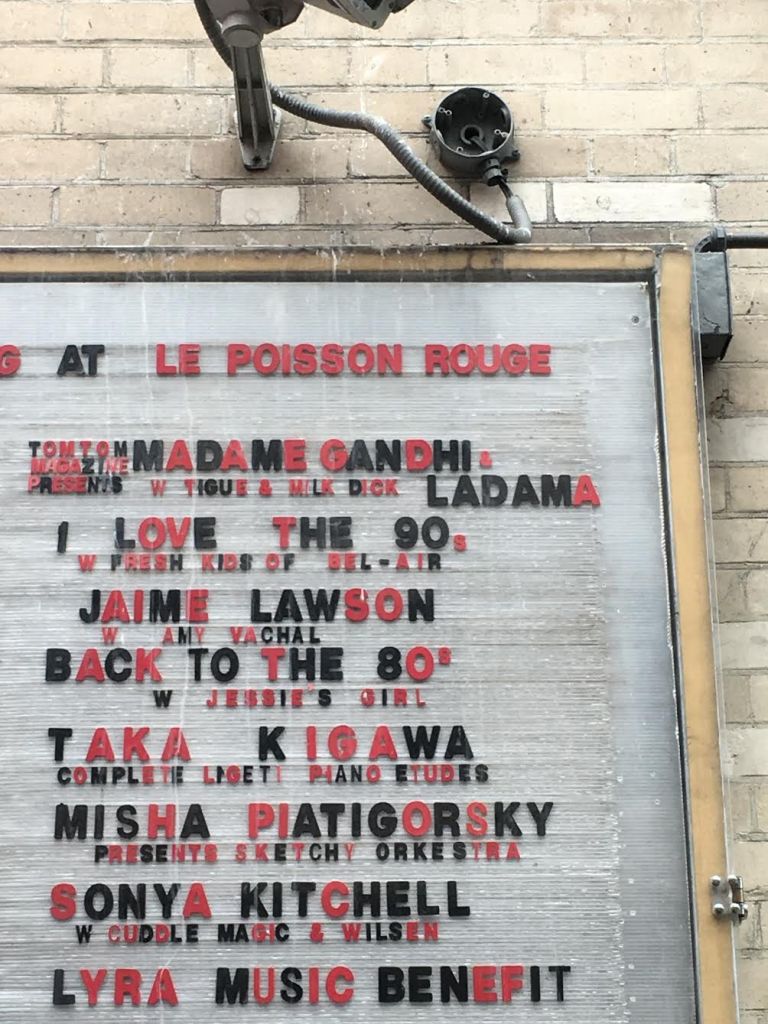 G AT LE POISSON ROUGE
TOMTOM MAGAZINE PRESENTS MADAME GANDHI &
W TIGUE & MILK DICK LADAMA
I LOVE THE 90s
W FRESH KIDS OF BEL-AIR
JAIME LAWSON
W AMY VACHAL
BACK TO THE 80s
W JESSIE'S GIRL
TAKA KIGAWA
COMPLETE LIGETI PIANO ETUDES
MISHA PIATIGORSKY
PRESENTS SKETCHY ORKESTRA
SONYA KITCHELL
W CUDDLE MAGIC & WILSEN
LYRA MUSIC BENEFIT